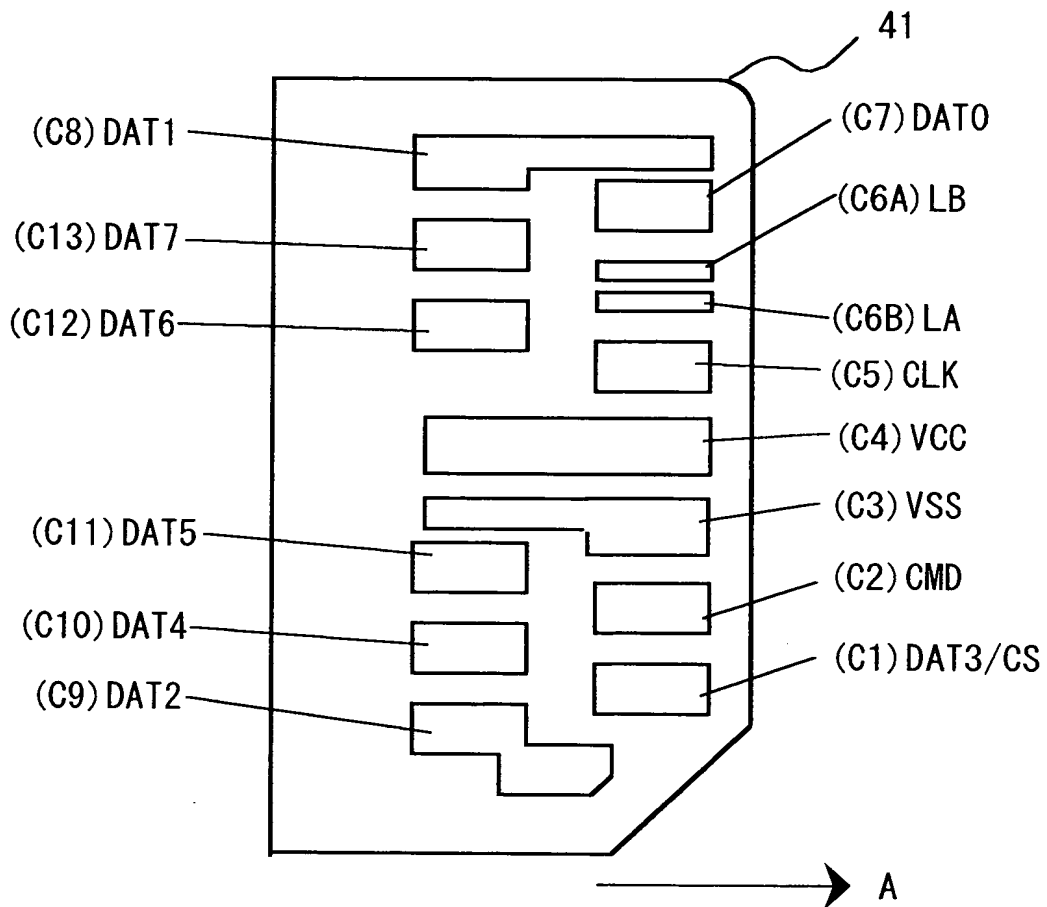 41
(C8)DAT1
(C7)DAT0
(C6A)LB
(C13)DAT7
(C12)DAT6
(C6B)LA
(C5)CLK
(C4)VCC
(C3)VSS
(C11)DAT5
(C2)CMD
(C10)DAT4
(C1)DAT3/CS
(C9)DAT2
A